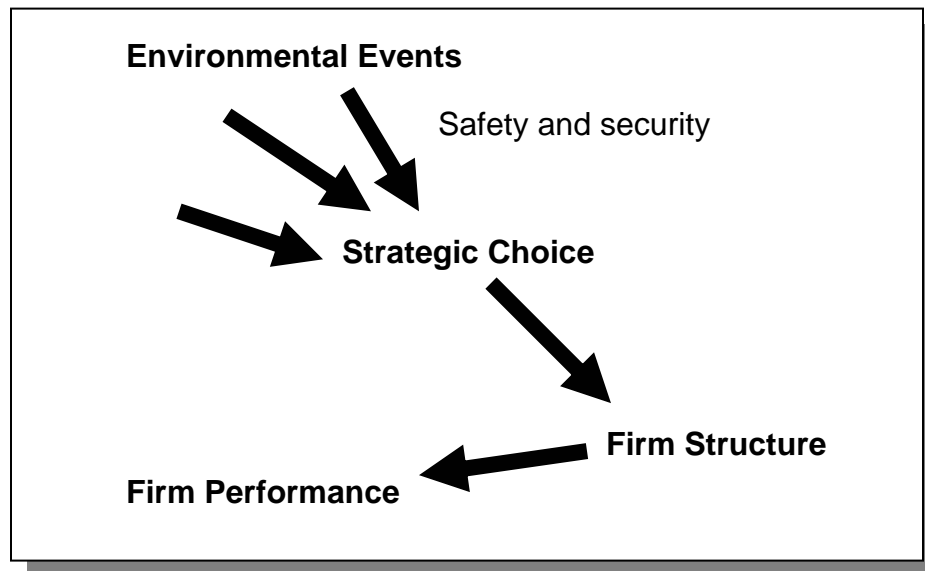 Environmental Events
Safety and security
Strategic Choice
Firm Structure
Firm Performance